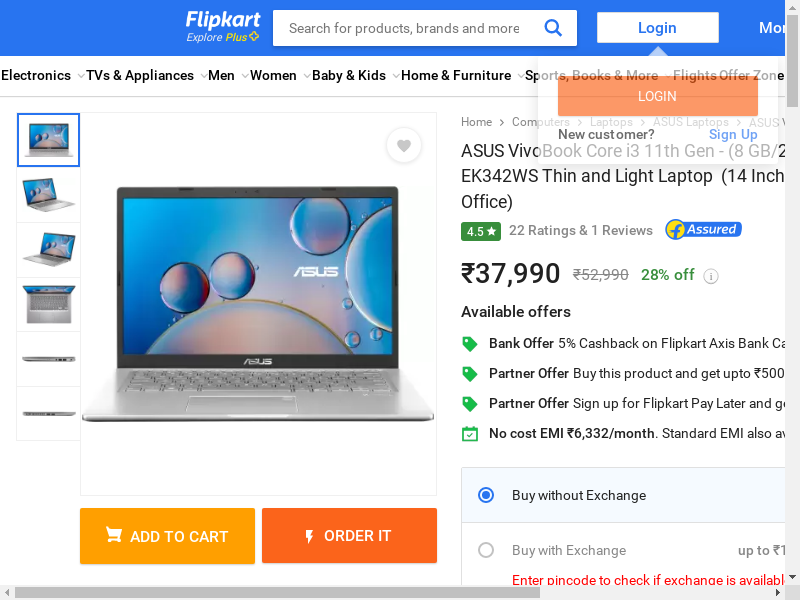 Flipkart
Explore Plus
Search for products, brands and more
Login
Electronics
TVs & Appliances
Men
Women
Baby & Kids
Home & Furniture
Sports, Books & More
Flights
Offer Zone
LOGIN
New customer?
Sign Up
Home
Computers
Laptops
ASUS Laptops
ASUS
ASUS VivoBook Core i3 11th Gen - (8 GB/2
EK342WS Thin and Light Laptop (14 Inch
Office)
4.5 ★
22 Ratings & 1 Reviews
Assured
₹37,990
₹52,990
28% off
Available offers
Bank Offer 5% Cashback on Flipkart Axis Bank
Partner Offer Buy this product and get upto ₹500
Partner Offer Sign up for Flipkart Pay Later and
No cost EMI ₹6,332/month. Standard EMI also
Buy without Exchange
Buy with Exchange
up to ₹1
Enter pincode to check if exchange is available
ASUS
ASUS
ADD TO CART
ORDER IT